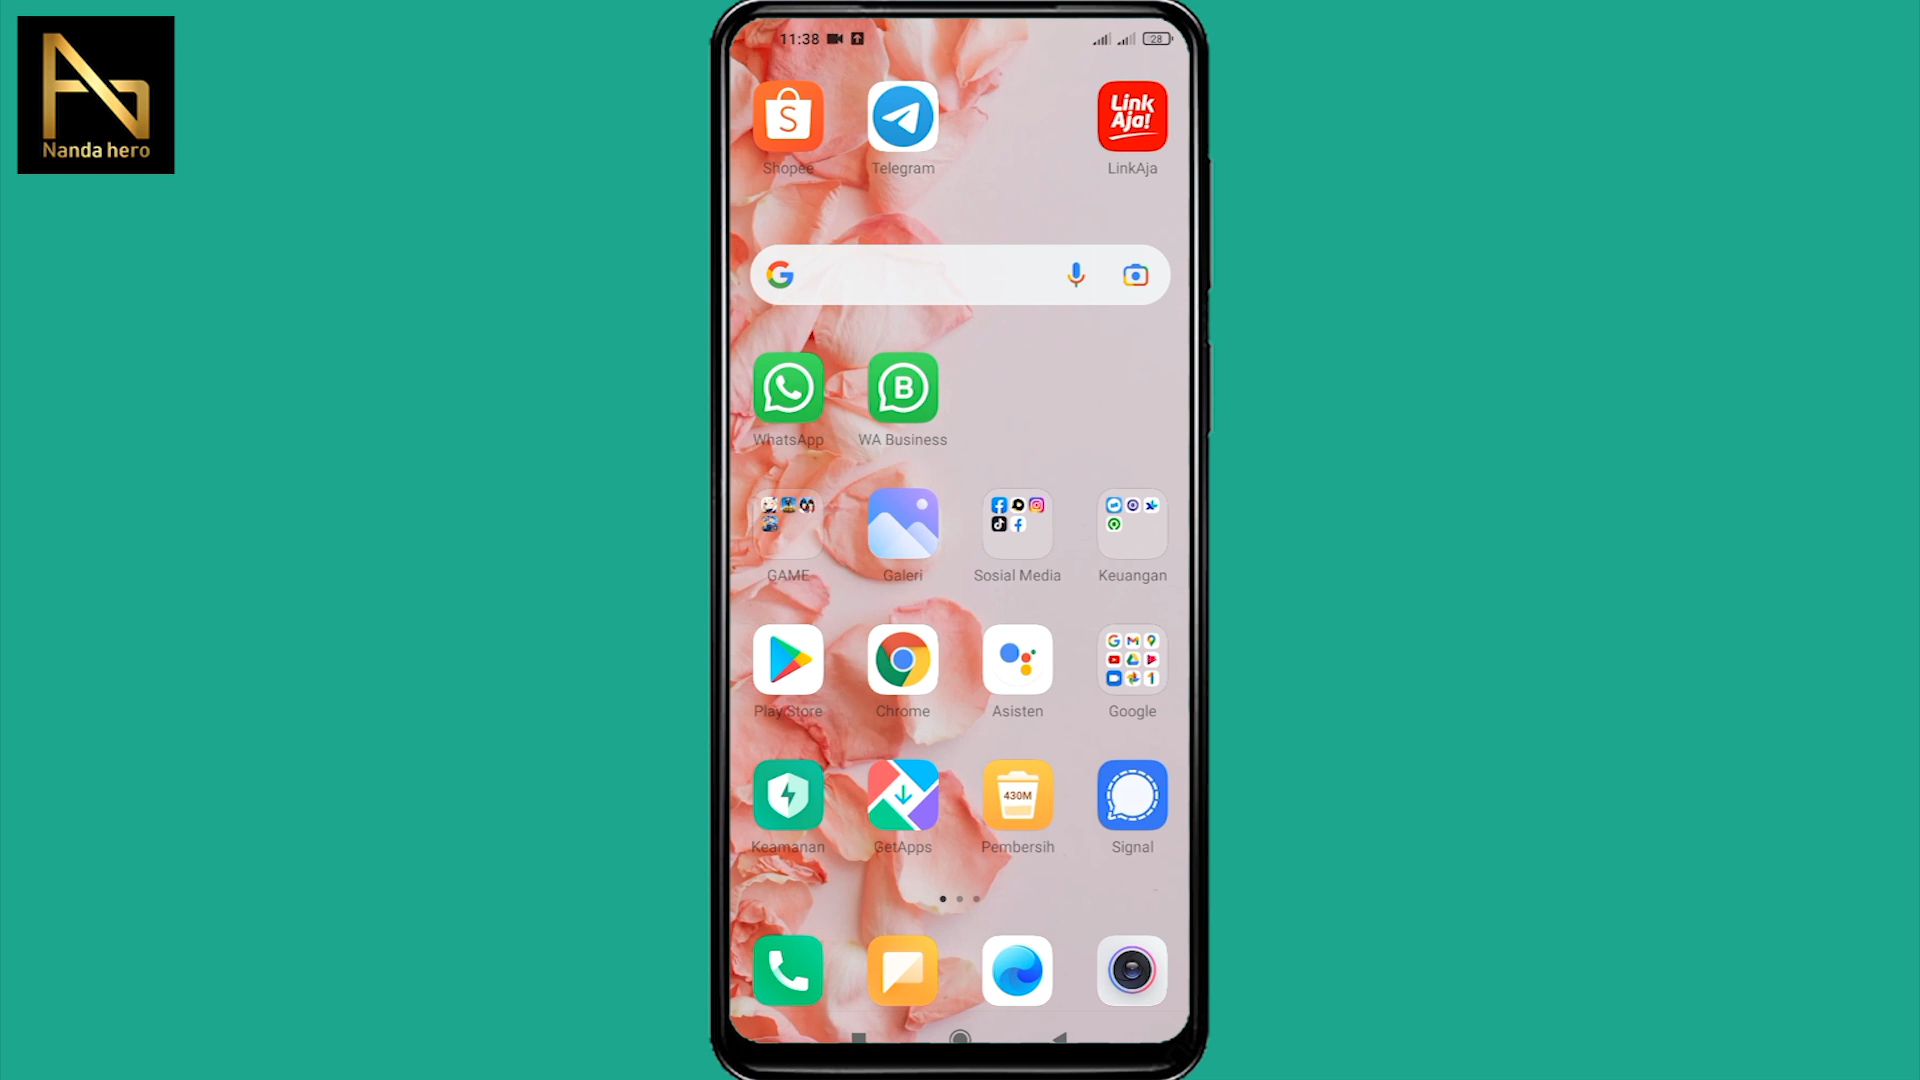 Nanda hero
11:38
28
S
Link
Aja!
Shopee
Telegram
LinkAja
B
WhatsApp
WA Business
GAME
Galeri
Sosial Media
Keuangan
Play Store
Chrome
Asisten
Google
430M
Keamanan
GetApps
Pembersih
Signal